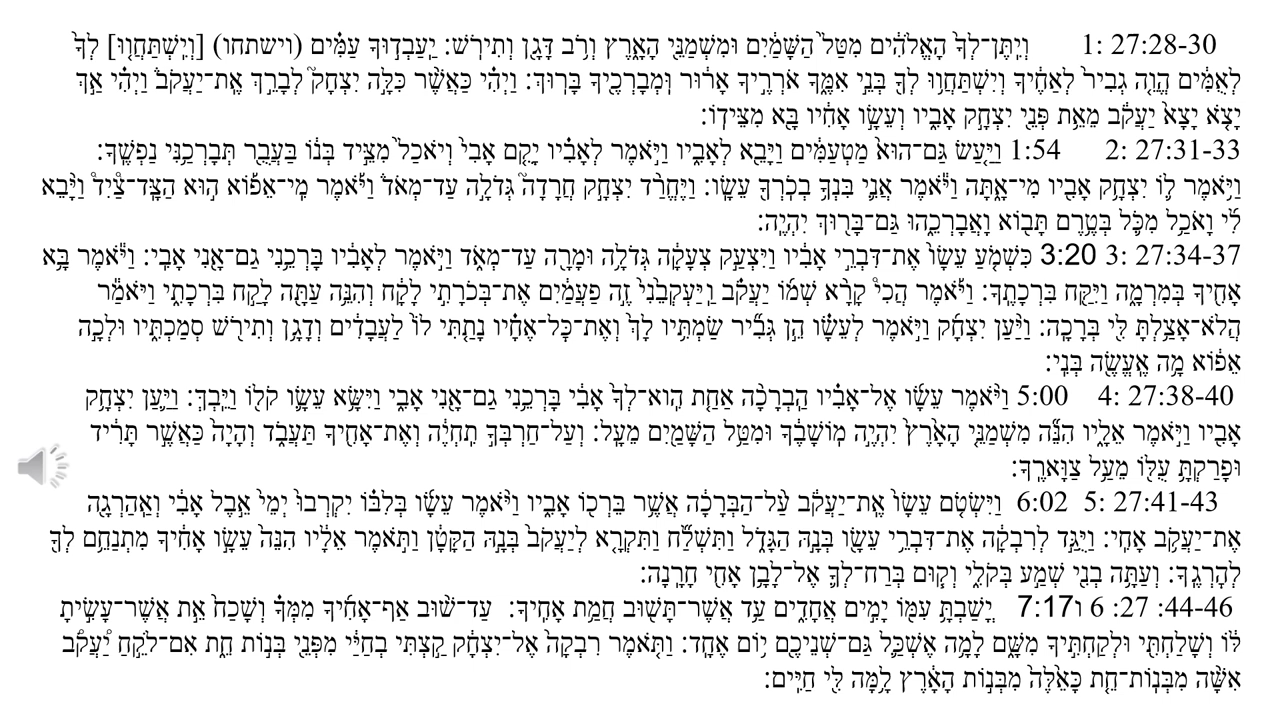 1: 27:28-30 וְיִֽתֶּן־לְךָ֙ הָאֱלֹהִ֔ים מִטַּל֙ הַשָּׁמַ֔יִם וּמִשְׁמַנֵּ֖י הָאָ֑רֶץ וְרֹ֥ב דָּגָ֖ן וְתִירֹֽשׁ׃ יַֽעַבְד֣וּךָ עַמִּ֗ים (וישתחו) [וְיִֽשְׁתַּחֲו֤וּ] לְךָ֙
לְאֻמִּ֔ים הֱוֵ֤ה גְבִיר֙ לְאַחֶ֔יךָ וְיִשְׁתַּחֲוּ֥וּ לְךָ֖ בְּנֵ֣י אִמֶּ֑ךָ אֹרְרֶ֣יךָ אָר֔וּר וּֽמְבָרְכֶ֖יךָ בָּרֽוּךְ׃ וַיְהִ֗י כַּאֲשֶׁ֨ר כִּלָּ֣ה יִצְחָק֮ לְבָרֵ֣ךְ אֶֽת־יַעֲקֹב֒ וַיְהִ֗י אַ֣ךְ
יָצֹ֤א יָצָא֙ יַעֲקֹ֔ב מֵאֵ֥ת פְּנֵ֖י יִצְחָ֣ק אָבִ֑יו וְעֵשָׂ֣ו אָחִ֔יו בָּ֖א מִצֵּידֽוֹ׃
2: 27:31-33 1:54 וַיַּ֤עַשׂ גַּם־הוּא֙ מַטְעַמִּ֔ים וַיָּבֵ֖א לְאָבִ֑יו וַיֹּ֣אמֶר לְאָבִ֗יו יָקֻ֤ם אָבִי֙ וְיֹאכַל֙ מִצֵּ֣יד בְּנ֔וֹ בַּעֲבֻ֖ר תְּבָרְכַ֥נִּי נַפְשֶֽׁךָ׃
וַיֹּ֥אמֶר ל֛וֹ יִצְחָ֥ק אָבִ֖יו מִי־אָ֑תָּה וַיֹּ֕אמֶר אֲנִ֛י בִּנְךָ֥ בְכֹֽרְךָ֖ עֵשָֽׂו׃ וַיֶּחֱרַ֨ד יִצְחָ֣ק חֲרָדָה֮ גְּדֹלָ֣ה עַד־מְאֹד֒ וַיֹּ֡אמֶר מִֽי־אֵפ֡וֹא ה֣וּא הַצָּֽד־צַיִד֩ וַיָּ֨בֵא
לִ֜י וָאֹכַ֥ל מִכֹּ֛ל בְּטֶ֥רֶם תָּב֖וֹא וָאֲבָרְכֵ֑הוּ גַּם־בָּר֖וּךְ יִהְיֶֽה׃
3: 27:34-37 3:20 כִּשְׁמֹ֤עַ עֵשָׂו֙ אֶת־דִּבְרֵ֣י אָבִ֔יו וַיִּצְעַ֣ק צְעָקָ֔ה גְּדֹלָ֥ה וּמָרָ֖ה עַד־מְאֹ֑ד וַיֹּ֣אמֶר לְאָבִ֔יו בָּרְכֵ֥נִי גַם־אָ֖נִי אָבִֽי׃ וַיֹּ֕אמֶר בָּ֥א
אָחִ֖יךָ בְּמִרְמָ֑ה וַיִּקַּ֖ח בִּרְכָתֶֽךָ׃ וַיֹּ֡אמֶר הֲכִי֩ קָרָ֨א שְׁמ֜וֹ יַעֲקֹ֗ב וַֽיַּעְקְבֵ֙נִי֙ זֶ֣ה פַעֲמַ֔יִם אֶת־בְּכֹרָתִ֣י לָקָ֔ח וְהִנֵּ֥ה עַתָּ֖ה לָקַ֣ח בִּרְכָתִ֑י וַיֹּאמַ֕ר
הֲלֹא־אָצַ֥לְתָּ לִּ֖י בְּרָכָֽה׃ וַיַּ֨עַן יִצְחָ֜ק וַיֹּ֣אמֶר לְעֵשָׂ֗ו הֵ֣ן גְּבִ֞יר שַׂמְתִּ֥יו לָךְ֙ וְאֶת־כָּל־אֶחָ֗יו נָתַ֤תִּי לוֹ֙ לַעֲבָדִ֔ים וְדָגָ֥ן וְתִירֹ֖שׁ סְמַכְתִּ֑יו וּלְכָ֣ה
אֵפ֔וֹא מָ֥ה אֶֽעֱשֶׂ֖ה בְּנִֽי׃
4: 27:38-40 5:00 וַיֹּ֨אמֶר עֵשָׂ֜ו אֶל־אָבִ֗יו הַֽבְרָכָ֨ה אַחַ֤ת הִֽוא־לְךָ֙ אָבִ֔י בָּרְכֵ֥נִי גַם־אָ֖נִי אָבִ֑י וַיִּשָּׂ֥א עֵשָׂ֛ו קֹל֖וֹ וַיֵּֽבְךְּ׃ וַיַּ֛עַן יִצְחָ֥ק
אָבִ֖יו וַיֹּ֣אמֶר אֵלָ֑יו הִנֵּ֞ה מִשְׁמַנֵּ֤י הָאָ֙רֶץ֙ יִהְיֶ֣ה מֽוֹשָׁבֶ֔ךָ וּמִטַּ֥ל הַשָּׁמַ֖יִם מֵעָֽל׃ וְעַל־חַרְבְּךָ֣ תִֽחְיֶ֔ה וְאֶת־אָחִ֖יךָ תַּעֲבֹ֑ד וְהָיָה֙ כַּאֲשֶׁ֣ר תָּרִ֔יד
וּפָרַקְתָּ֥ עֻלּ֖וֹ מֵעַ֥ל צַוָּארֶֽךָ׃
5: 27:41-43 6:02 וַיִּשְׂטֹ֤ם עֵשָׂו֙ אֶֽת־יַעֲקֹ֔ב עַ֨ל־הַבְּרָכָ֔ה אֲשֶׁ֥ר בֵּרְכ֖וֹ אָבִ֑יו וַיֹּ֨אמֶר עֵשָׂ֜ו בְּלִבּ֗וֹ יִקְרְבוּ֙ יְמֵי֙ אֵ֣בֶל אָבִ֔י וְאַֽהַרְגָ֖ה
אֶת־יַעֲקֹ֥ב אָחִֽי׃ וַיֻּגַּ֣ד לְרִבְקָ֔ה אֶת־דִּבְרֵ֥י עֵשָׂ֖ו בְּנָ֣הּ הַגָּדֹ֑ל וַתִּשְׁלַ֞ח וַתִּקְרָ֤א לְיַעֲקֹב֙ בְּנָ֣הּ הַקָּטָ֔ן וַתֹּ֣אמֶר אֵלָ֔יו הִנֵּה֙ עֵשָׂ֣ו אָחִ֔יךָ מִתְנַחֵ֥ם לְךָ֖
לְהָרְגֶֽךָ׃ וְעַתָּ֥ה בְנִ֖י שְׁמַ֣ע בְּקֹלִ֑י וְק֧וּם בְּרַח־לְךָ֛ אֶל־לָבָ֥ן אָחִ֖י חָרָֽנָה׃
6 :27 :44-46 ו7:17 יָֽשַׁבְתָּ֥ עִמּ֖וֹ יָמִ֣ים אֲחָדִ֑ים עַ֥ד אֲשֶׁר־תָּשׁ֖וּב חֲמַ֥ת אָחִֽיךָ׃ עַד־שׁ֨וּב אַף־אָחִ֜יךָ מִמְּךָ֗ וְשָׁכַח֙ אֵ֣ת אֲשֶׁר־עָשִׂ֣יתָ
לּ֔וֹ וְשָׁלַחְתִּ֖י וּלְקַחְתִּ֣יךָ מִשָּׁ֑ם לָמָ֥ה אֶשְׁכַּ֛ל גַּם־שְׁנֵיכֶ֖ם י֥וֹם אֶחָֽד׃ וַתֹּ֤אמֶר רִבְקָה֙ אֶל־יִצְחָ֔ק קַ֣צְתִּי בְחַיַּ֔י מִפְּנֵ֖י בְּנ֣וֹת חֵ֑ת אִם־לֹקֵ֣חַ יַ֠עֲקֹב
אִשָּׁ֨ה מִבְּנֽוֹת־חֵ֤ת כָּאֵ֙לֶּה֙ מִבְּנ֣וֹת הָאָ֔רֶץ לָ֥מָּה לִּ֖י חַיִּֽים׃